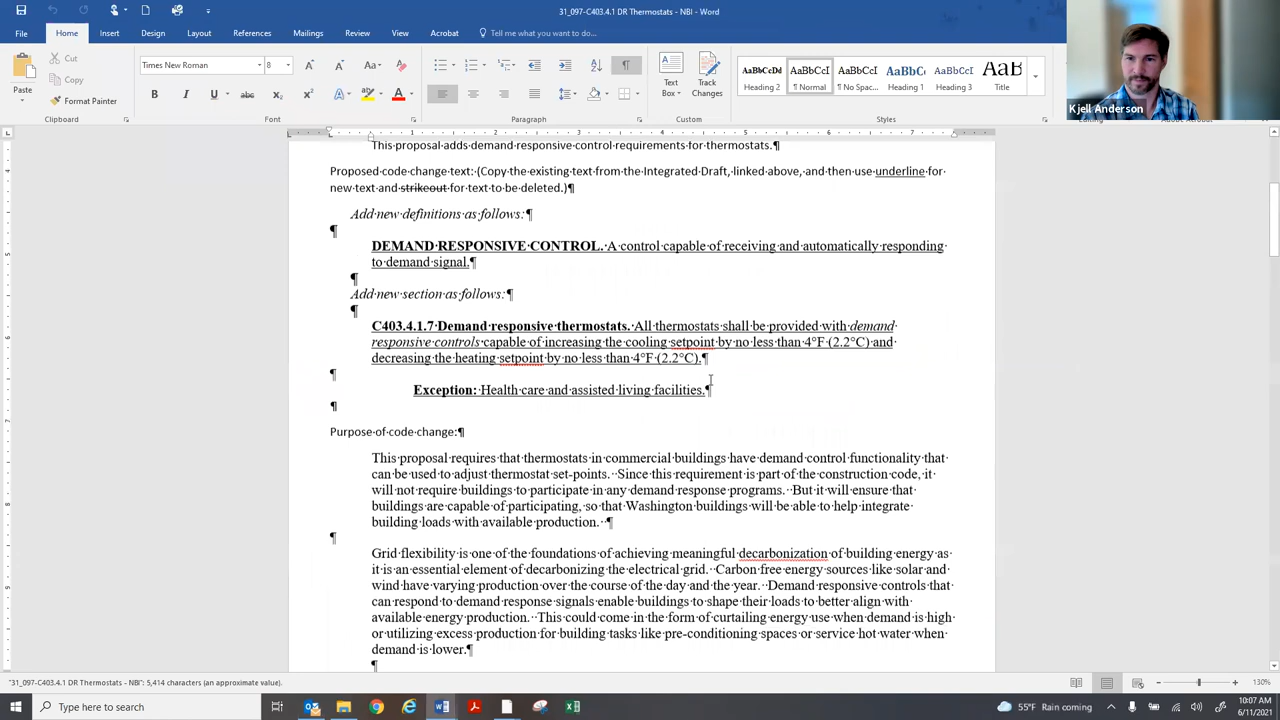 31_097-C403.4.1 DR Thermostats - NBI - Word
File Home Insert Design Layout References Mailings Review View Acrobat Tell me what you want to do...
Cut
Copy
Format Painter
Paste
Times New Roman 8
Text Box
Track Changes
AaBbCcDd AaBbCcI AaBbCcI AaBbCc AaBbCcI AaB
Heading 2 ¶ Normal ¶ No Spac... Heading 1 Heading 3 Title
Clipboard Font Paragraph Custom Styles
Kjell Anderson
This proposal adds demand responsive control requirements for thermostats.¶
Proposed code change text: (Copy the existing text from the Integrated Draft, linked above, and then use underline for
new text and strikeout for text to be deleted.)¶
Add new definitions as follows:¶
¶
DEMAND RESPONSIVE CONTROL. A control capable of receiving and automatically responding
to demand signal.¶
¶
Add new section as follows:¶
¶
C403.4.1.7 Demand responsive thermostats. All thermostats shall be provided with demand
responsive controls capable of increasing the cooling setpoint by no less than 4°F (2.2°C) and
decreasing the heating setpoint by no less than 4°F (2.2°C).¶
¶
Exception: Health care and assisted living facilities.¶
¶
Purpose of code change:¶
This proposal requires that thermostats in commercial buildings have demand control functionality that
can be used to adjust thermostat set-points. Since this requirement is part of the construction code, it
will not require buildings to participate in any demand response programs. But it will ensure that
buildings are capable of participating, so that Washington buildings will be able to help integrate
building loads with available production. ¶
¶
Grid flexibility is one of the foundations of achieving meaningful decarbonization of building energy as
it is an essential element of decarbonizing the electrical grid. Carbon free energy sources like solar and
wind have varying production over the course of the day and the year. Demand responsive controls that
can respond to demand response signals enable buildings to shape their loads to better align with
available energy production. This could come in the form of curtailing energy use when demand is high
or utilizing excess production for building tasks like pre-conditioning spaces or service hot water when
demand is lower.¶
¶
"31_097-C403.4.1 DR Thermostats - NBI": 5,414 characters (an approximate value).
130%
Type here to search
55°F Raining now
10:07 AM
6/11/2021